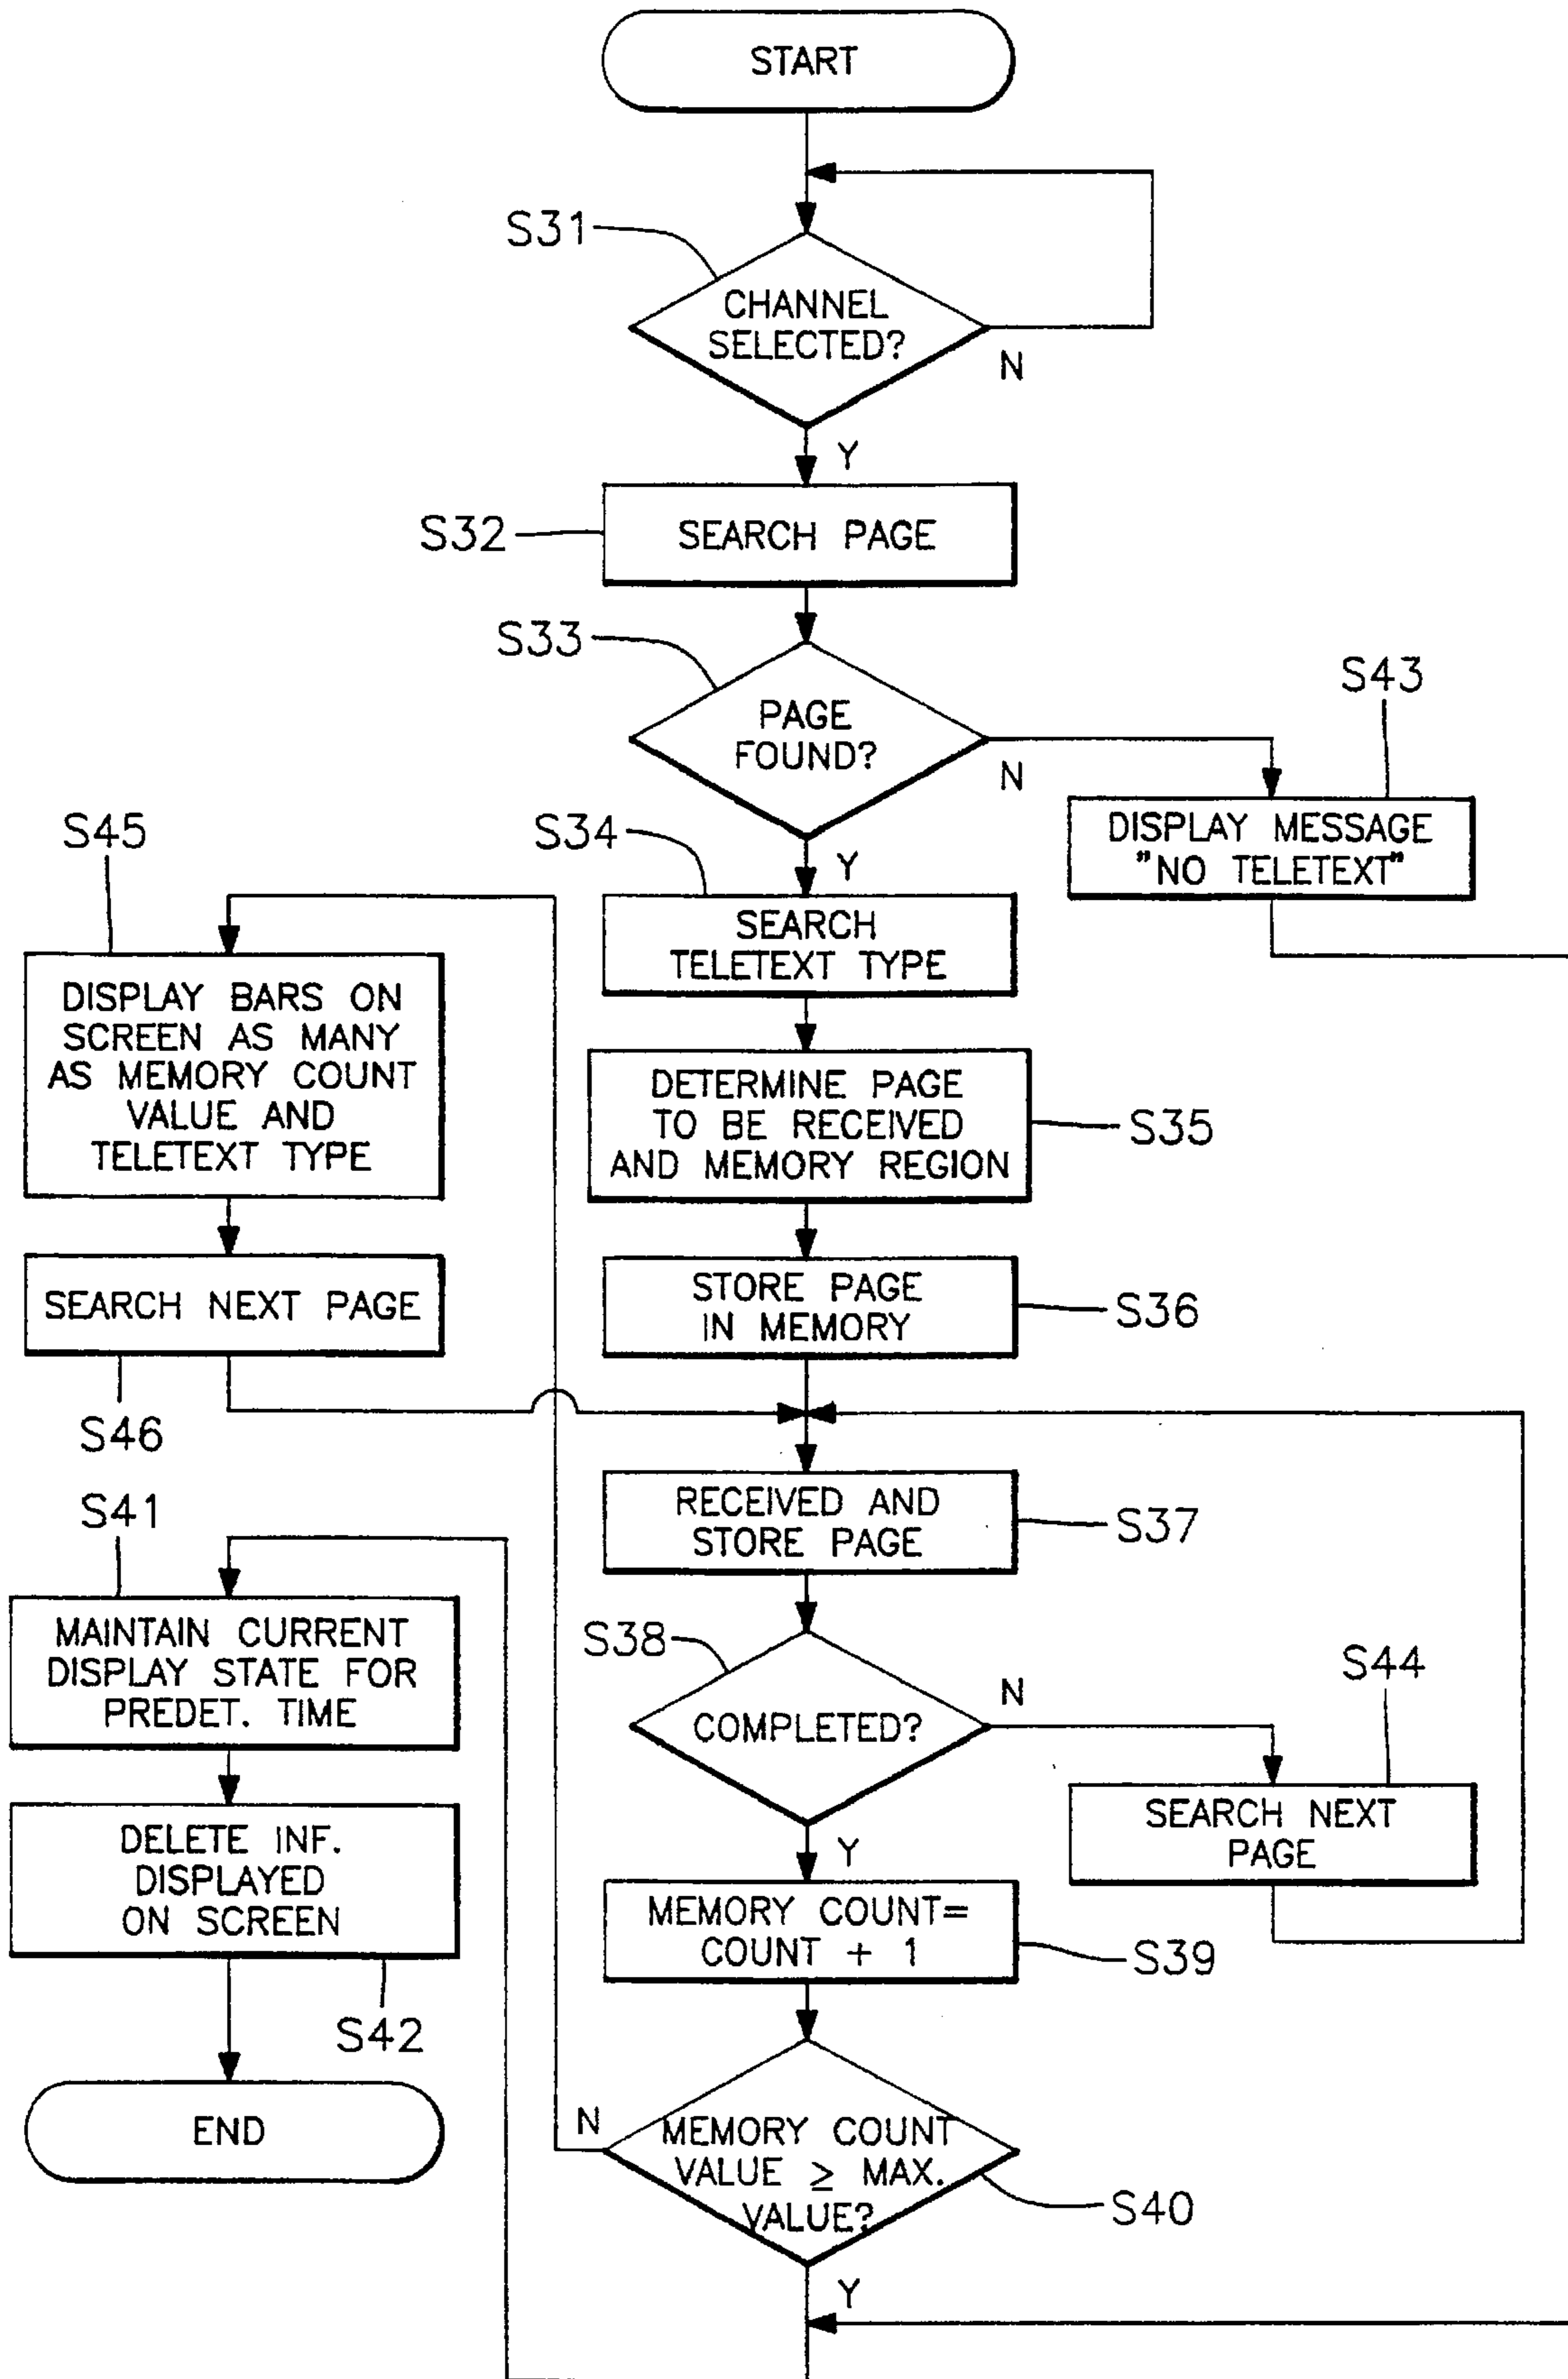 START
S31
CHANNEL
SELECTED?
N
Y
S32
SEARCH PAGE
S33
PAGE
FOUND?
N
Y
S43
DISPLAY MESSAGE
"NO TELETEXT"
S34
SEARCH
TELETEXT TYPE
S45
DISPLAY BARS ON
SCREEN AS MANY
AS MEMORY COUNT
VALUE AND
TELETEXT TYPE
DETERMINE PAGE
TO BE RECEIVED
AND MEMORY REGION
S35
SEARCH NEXT PAGE
S46
STORE PAGE
IN MEMORY
S36
RECEIVED AND
STORE PAGE
S37
S41
MAINTAIN CURRENT
DISPLAY STATE FOR
PREDET. TIME
S38
COMPLETED?
N
Y
S44
SEARCH NEXT
PAGE
DELETE INF.
DISPLAYED
ON SCREEN
S42
MEMORY COUNT=
COUNT + 1
S39
END
N
MEMORY COUNT
VALUE ≥ MAX.
VALUE?
S40
Y